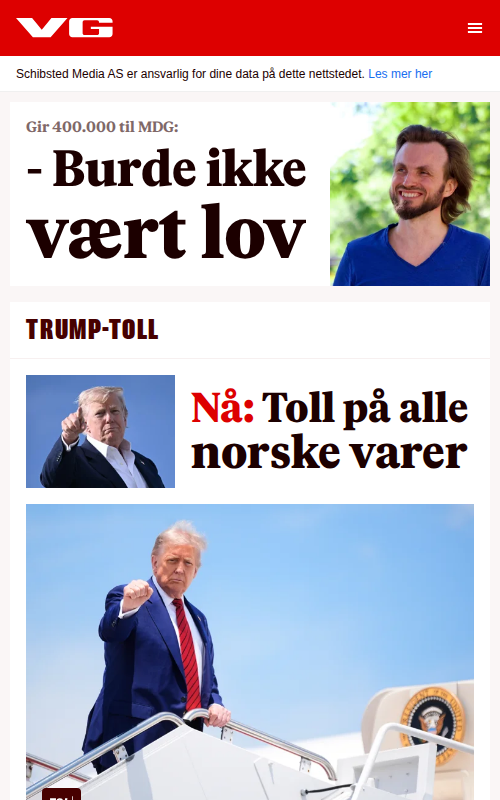 VG
Schibsted Media AS er ansvarlig for dine data på dette nettstedet. Les mer her
Gir 400.000 til MDG:
- Burde ikke
vært lov
TRUMP-TOLL
Nå: Toll på alle
norske varer